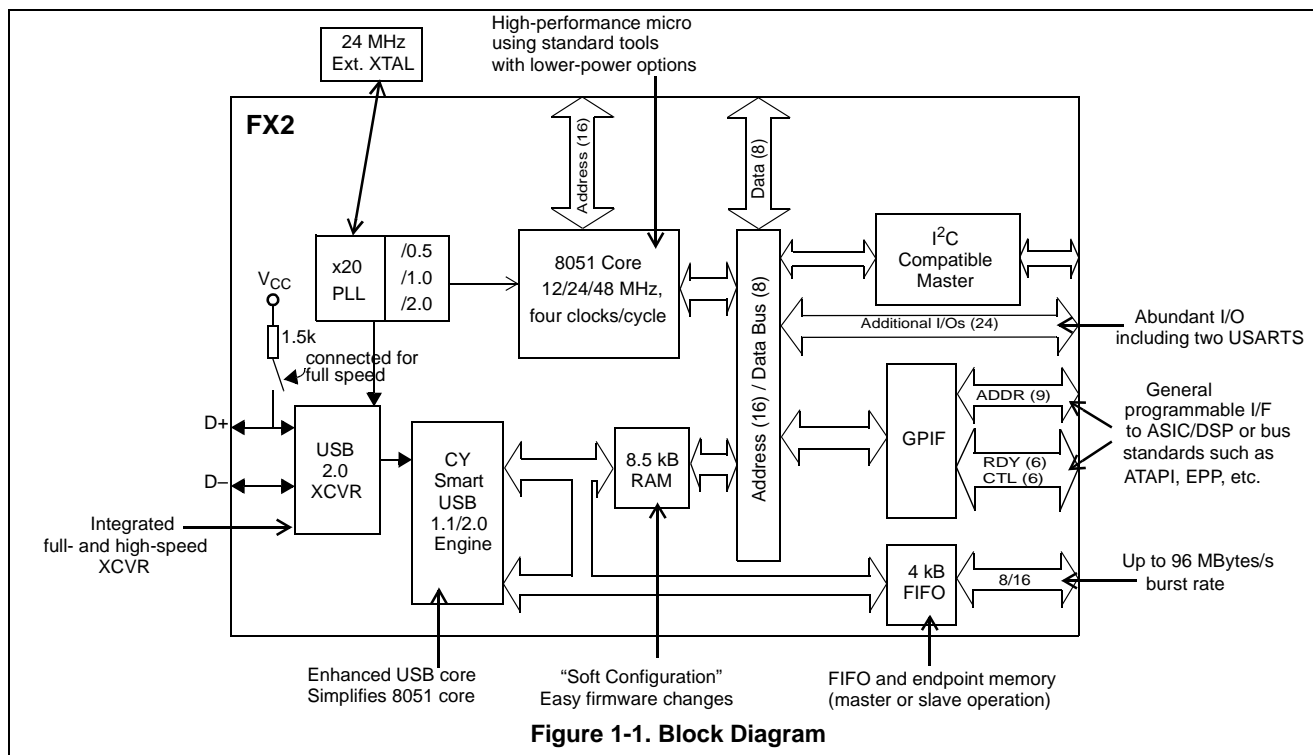 High-performance micro
using standard tools
with lower-power options
24 MHz
Ext. XTAL
FX2
Address (16)
Data (8)
x20
PLL
/0.5
/1.0
/2.0
8051 Core
12/24/48 MHz,
four clocks/cycle
I2C
Compatible
Master
VCC
1.5k
connected for
full speed
Address (16) / Data Bus (8)
Additional I/Os (24)
Abundant I/O
including two USARTS
D+
D–
USB
2.0
XCVR
CY
Smart
USB
1.1/2.0
Engine
8.5 kB
RAM
GPIF
ADDR (9)
RDY (6)
CTL (6)
General
programmable I/F
to ASIC/DSP or bus
standards such as
ATAPI, EPP, etc.
Integrated
full- and high-speed
XCVR
4 kB
FIFO
8/16
Up to 96 MBytes/s
burst rate
Enhanced USB core
Simplifies 8051 core
“Soft Configuration”
Easy firmware changes
FIFO and endpoint memory
(master or slave operation)
Figure 1-1. Block Diagram